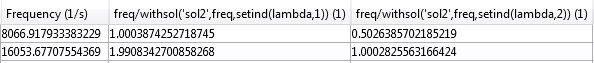 Frequency (1/s) freq/withsol('sol2',freq,setind(lambda,1)) (1) freq/withsol('sol2',freq,setind(lambda,2)) (1)
8066.917933383229 1.0003874252718745 0.5026385702185219
16053.67707554369 1.9908342700858268 1.0002825563166424